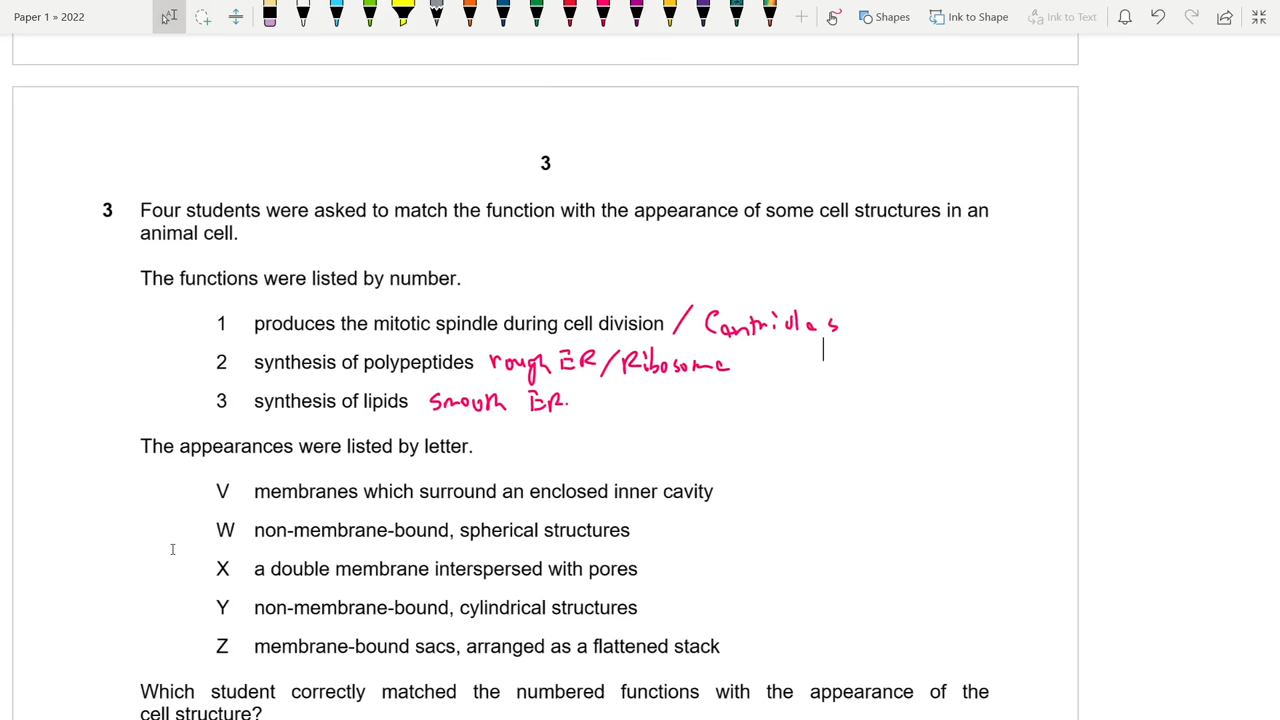 Paper 1 » 2022
Shapes
Ink to Shape
Ink to Text
3
3 Four students were asked to match the function with the appearance of some cell structures in an
animal cell.
The functions were listed by number.
1 produces the mitotic spindle during cell division / Centrioles
2 synthesis of polypeptides rough ER/Ribosome
3 synthesis of lipids smooth ER.
The appearances were listed by letter.
V membranes which surround an enclosed inner cavity
W non-membrane-bound, spherical structures
X a double membrane interspersed with pores
Y non-membrane-bound, cylindrical structures
Z membrane-bound sacs, arranged as a flattened stack
Which student correctly matched the numbered functions with the appearance of the
cell structure?